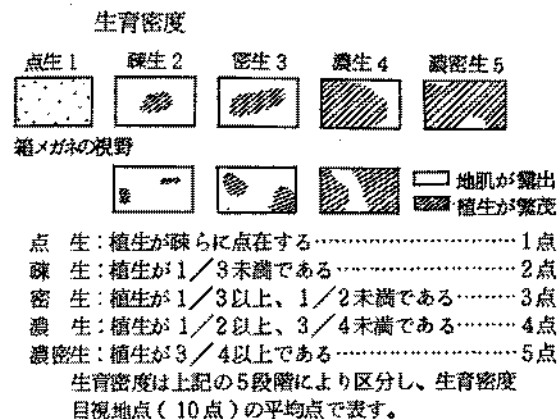 生育密度
点生1 疎生2 密生3 濃生4 濃密生5
箱メガネの視野
地肌が露出
植生が繁茂
点 生：植生が疎らに点在する……………………1点
疎 生：植生が1／3未満である…………………2点
密 生：植生が1／3以上、1／2未満である………3点
濃 生：植生が1／2以上、3／4未満である………4点
濃密生：植生が3／4以上である…………………5点
生育密度は上記の5段階により区分し、生育密度
目視地点（10点）の平均点で表す。